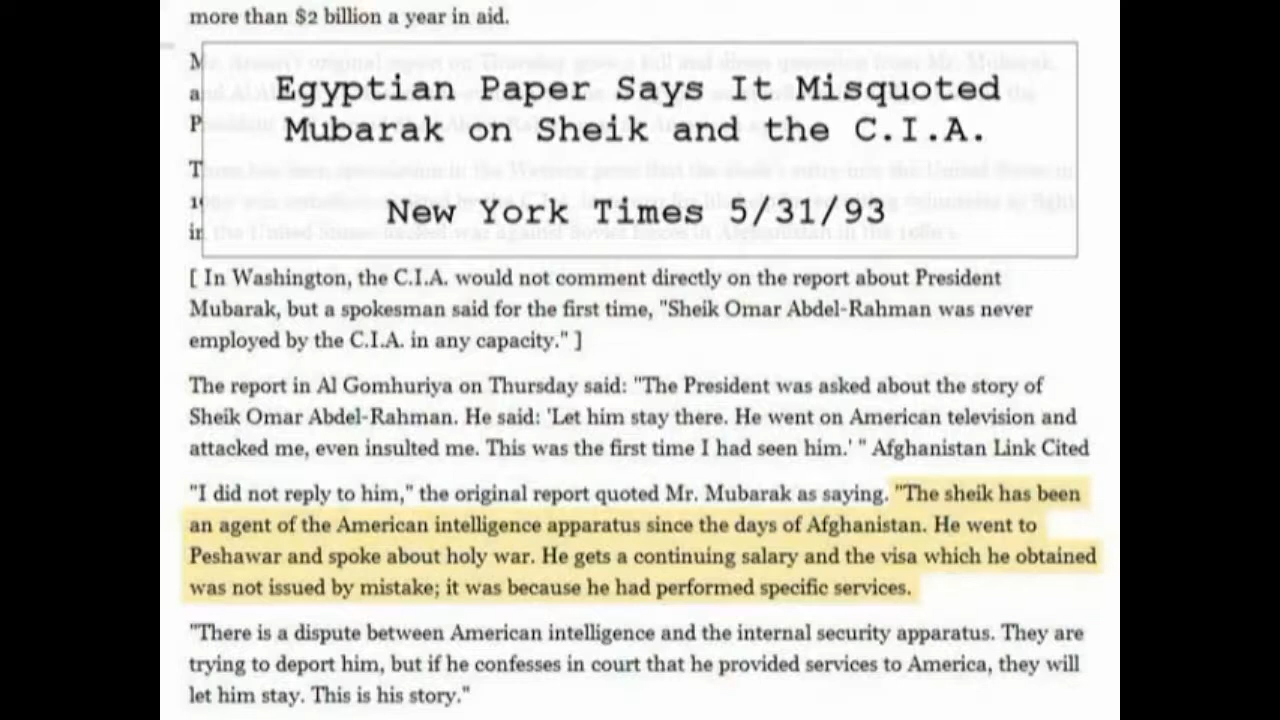 more than $2 billion a year in aid.
Egyptian Paper Says It Misquoted
Mubarak on Sheik and the C.I.A.
New York Times 5/31/93
[ In Washington, the C.I.A. would not comment directly on the report about President
Mubarak, but a spokesman said for the first time, "Sheik Omar Abdel-Rahman was never
employed by the C.I.A. in any capacity." ]
The report in Al Gomhuriya on Thursday said: "The President was asked about the story of
Sheik Omar Abdel-Rahman. He said: 'Let him stay there. He went on American television and
attacked me, even insulted me. This was the first time I had seen him.' " Afghanistan Link Cited
"I did not reply to him," the original report quoted Mr. Mubarak as saying. "The sheik has been
an agent of the American intelligence apparatus since the days of Afghanistan. He went to
Peshawar and spoke about holy war. He gets a continuing salary and the visa which he obtained
was not issued by mistake; it was because he had performed specific services.
"There is a dispute between American intelligence and the internal security apparatus. They are
trying to deport him, but if he confesses in court that he provided services to America, they will
let him stay. This is his story."